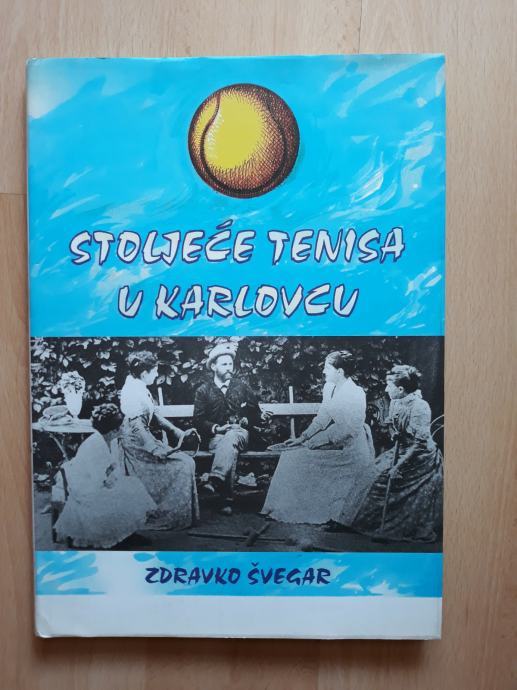 STOLJEĆE TENISA
U KARLOVCU
ZDRAVKO ŠVEGAR